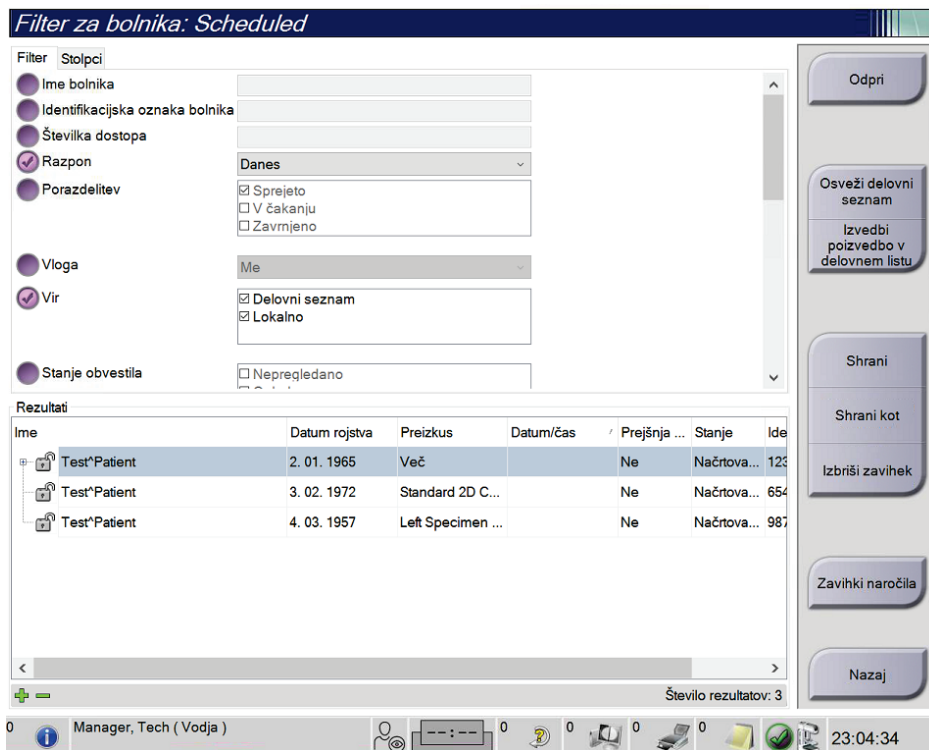 Filter za bolnika: Scheduled
Filter Stolpci
Ime bolnika
Identifikacijska oznaka bolnika
Številka dostopa
Razpon Danes
Porazdelitev Sprejeto
V čakanju
Zavrnjeno
Vloga Me
Vir Delovni seznam
Lokalno
Stanje obvestila Nepregledano
Rezultati
Ime Datum rojstva Preizkus Datum/čas Prejšnja ... Stanje Ide
Test^Patient 2. 01. 1965 Več Ne Načrtova... 123
Test^Patient 3. 02. 1972 Standard 2D C... Ne Načrtova... 654
Test^Patient 4. 03. 1957 Left Specimen ... Ne Načrtova... 987
Število rezultatov: 3
Odpri
Osveži delovni
seznam
Izvedbi
poizvedbo v
delovnem listu
Shrani
Shrani kot
Izbriši zavihek
Zavihki naročila
Nazaj
0 Manager, Tech ( Vodja ) --:-- 0 0 0 0 23:04:34